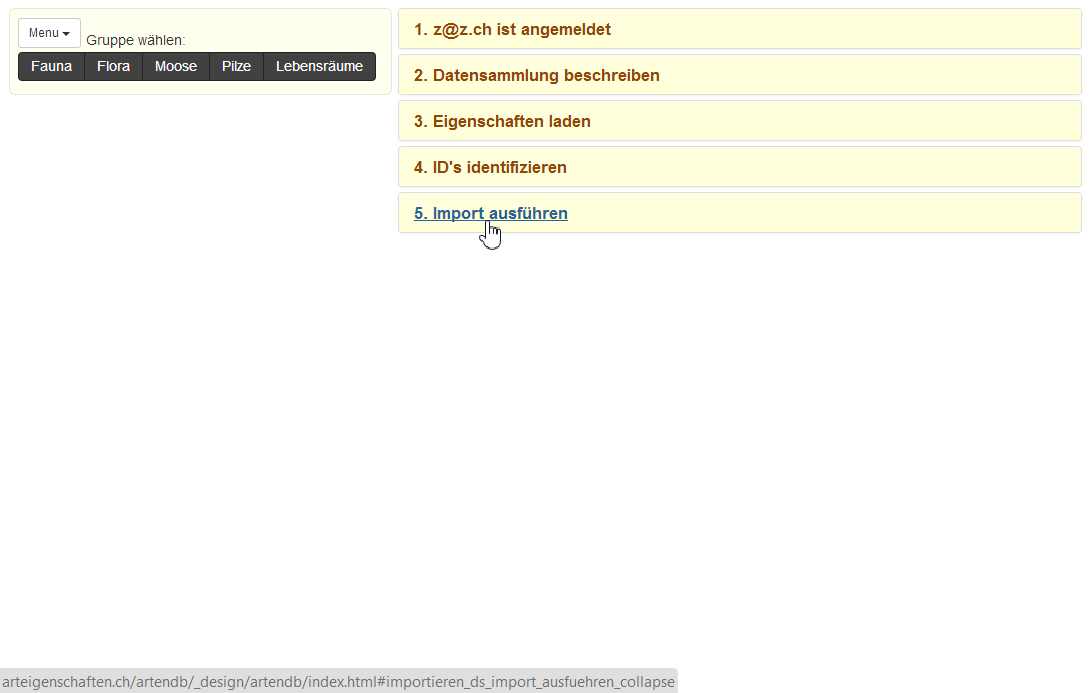 Menu
Gruppe wählen:
Fauna Flora Moose Pilze Lebensräume
1. z@z.ch ist angemeldet
2. Datensammlung beschreiben
3. Eigenschaften laden
4. ID's identifizieren
5. Import ausführen
arteigenschaften.ch/artendb/_design/artendb/index.html#importieren_ds_import_ausfuehren_collapse